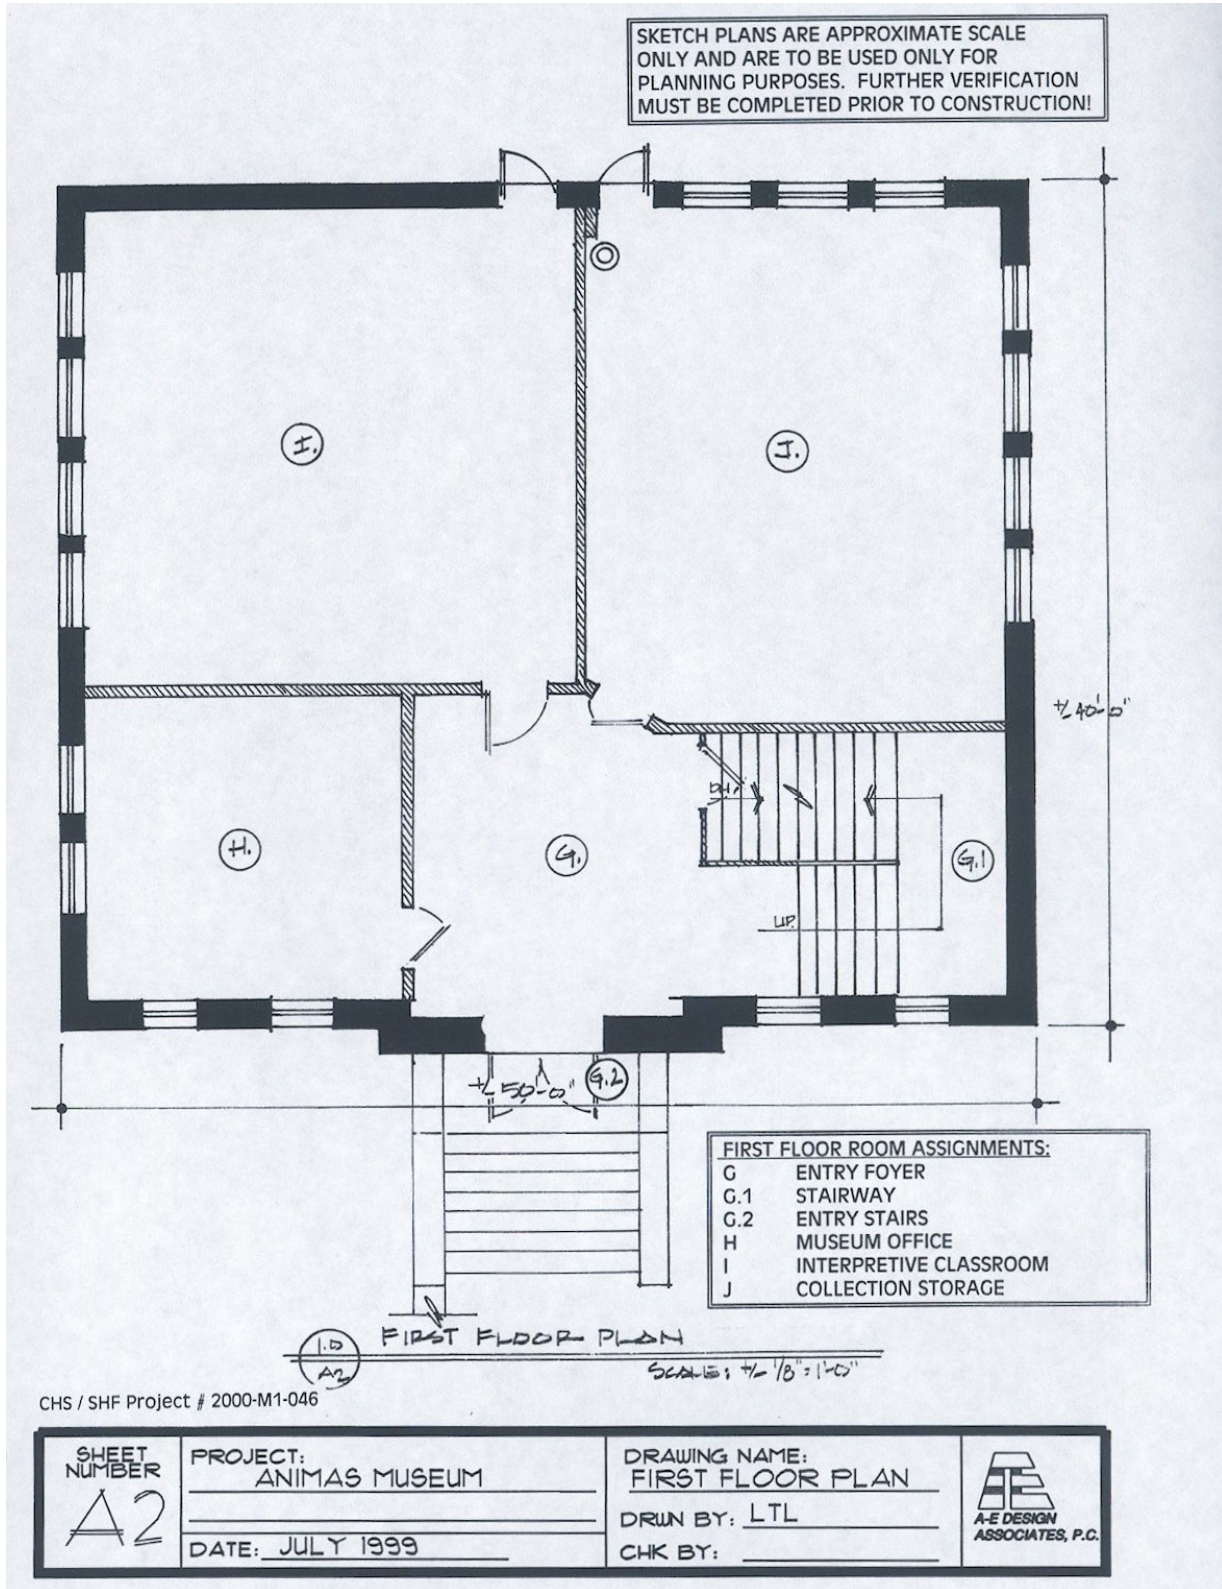 SKETCH PLANS ARE APPROXIMATE SCALE
ONLY AND ARE TO BE USED ONLY FOR
PLANNING PURPOSES.  FURTHER VERIFICATION
MUST BE COMPLETED PRIOR TO CONSTRUCTION!
I.
J.
+/- 40'-0"
DN.
H.
G.
G.1
UP.
+/- 50'-0"
G.2
FIRST FLOOR ROOM ASSIGNMENTS:
G ENTRY FOYER
G.1 STAIRWAY
G.2 ENTRY STAIRS
H MUSEUM OFFICE
I INTERPRETIVE CLASSROOM
J COLLECTION STORAGE
1.0
A2
FIRST FLOOR PLAN
SCALE: +/- 1/8"=1'-0"
CHS / SHF Project # 2000-M1-046
SHEET
NUMBER
A2
PROJECT:
ANIMAS MUSEUM
DATE: JULY 1999
DRAWING NAME:
FIRST FLOOR PLAN
DRWN BY: LTL
CHK BY:
A-E DESIGN
ASSOCIATES, P.C.